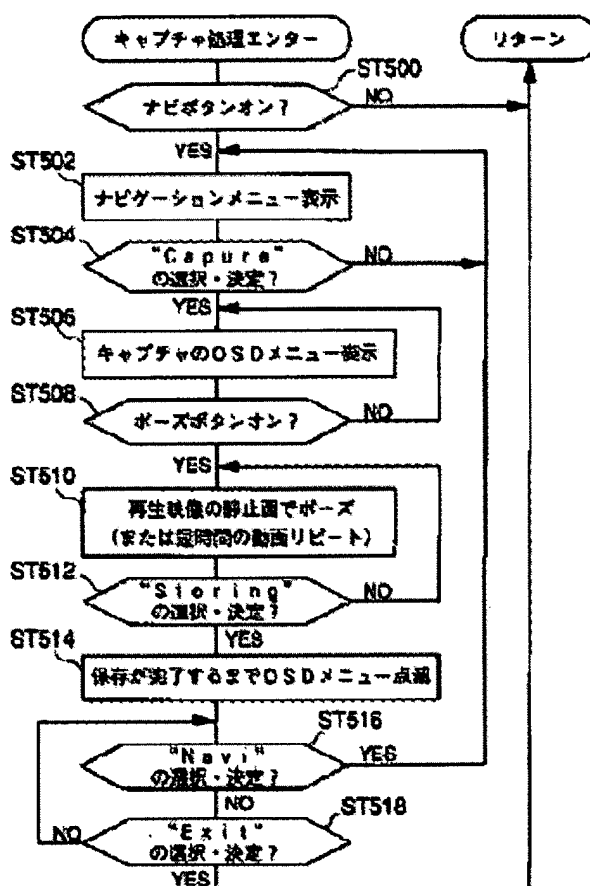 キャプチャ処理エンター
リターン
ST500
ナビボタンオン？
NO
YES
ST502
ナビゲーションメニュー表示
ST504
"Capure"
の選択・決定？
NO
YES
ST506
キャプチャのOSDメニュー表示
ST508
ポーズボタンオン？
NO
YES
ST510
再生映像の静止画でポーズ
(または短時間の動画リピート)
ST512
"Storing"
の選択・決定？
NO
YES
ST514
保存が完了するまでOSDメニュー点滅
ST516
"Navi"
の選択・決定？
YES
NO
ST518
"Exit"
の選択・決定？
NO
YES